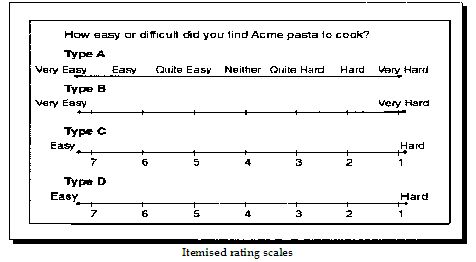 How easy or difficult did you find Acme pasta to cook?
Type A
Very Easy Easy Quite Easy Neither Quite Hard Hard Very Hard
Type B
Very Easy Very Hard
Type C
Easy Hard
7 6 5 4 3 2 1
Type D
Easy Hard
7 6 5 4 3 2 1
Itemised rating scales